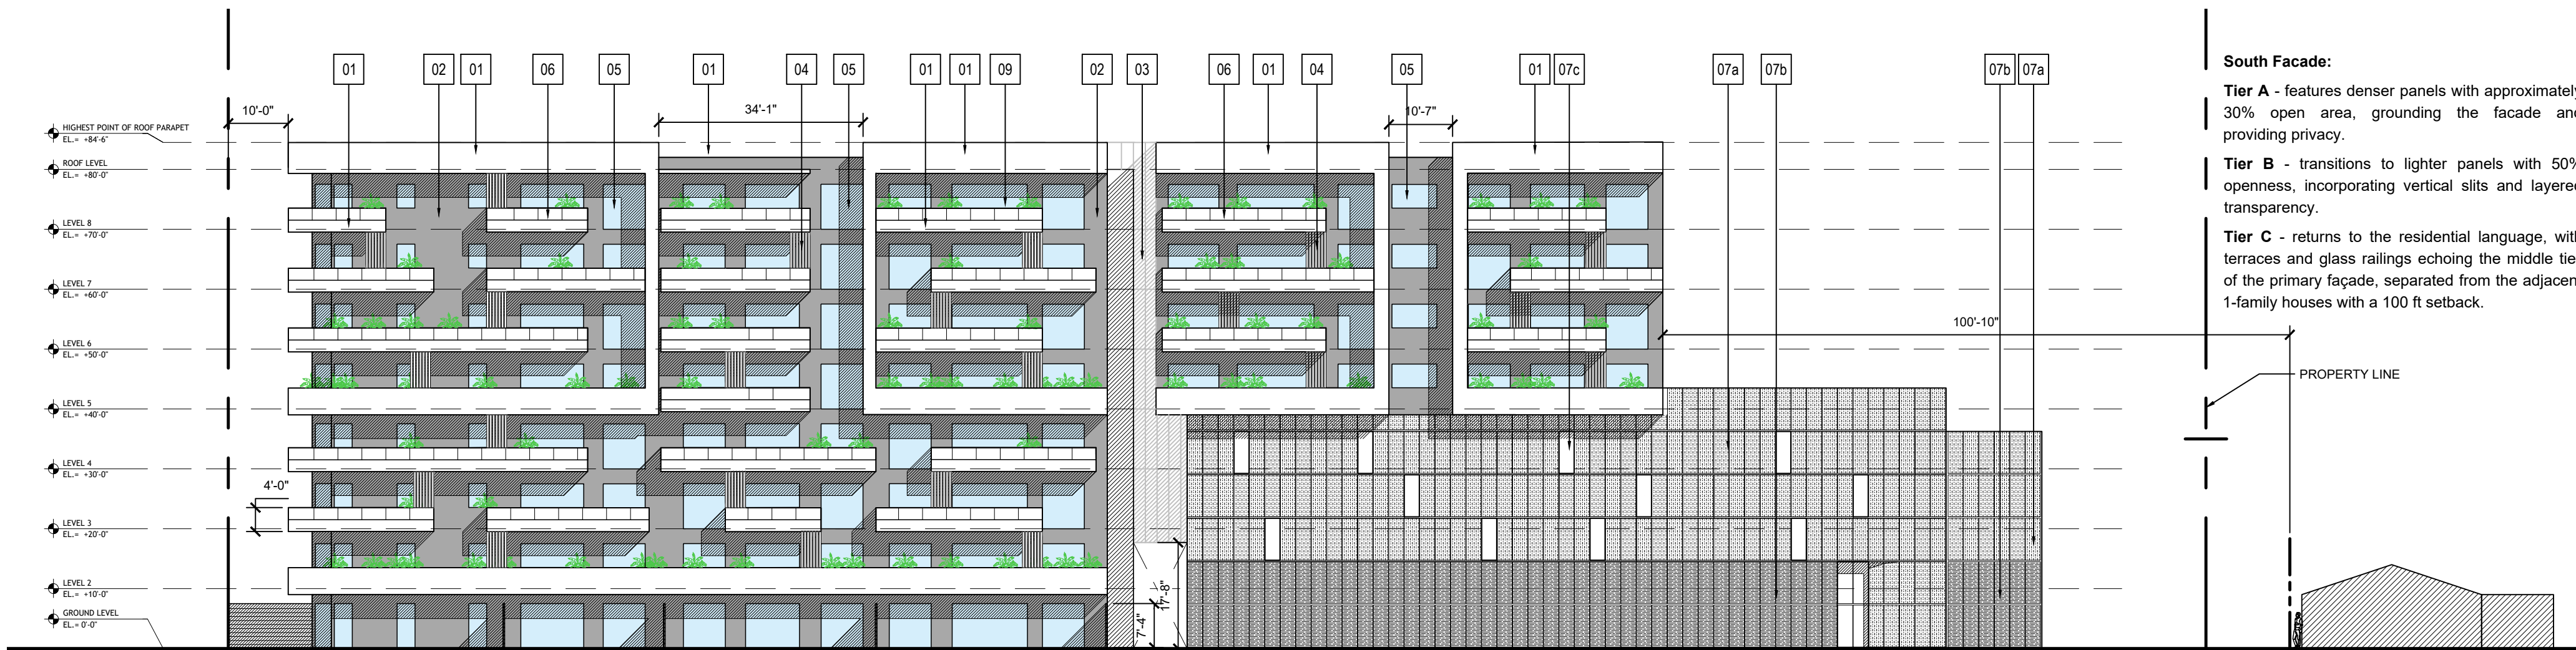 01 02 01 06 05 01 04 05 01 01 09 02 03 06 01 04 05 01 07c 07a 07b 07b 07a
10'-0"
34'-1"
10'-7"
HIGHEST POINT OF ROOF PARAPET
EL.= +84'-6"
ROOF LEVEL
EL.= +80'-0"
LEVEL 8
EL.= +70'-0"
LEVEL 7
EL.= +60'-0"
LEVEL 6
EL.= +50'-0"
LEVEL 5
EL.= +40'-0"
LEVEL 4
EL.= +30'-0"
4'-0"
LEVEL 3
EL.= +20'-0"
LEVEL 2
EL.= +10'-0"
GROUND LEVEL
EL.= 0'-0"
17'-8"
7'-4"
100'-10"
PROPERTY LINE
South Facade:
Tier A - features denser panels with approximately
30% open area, grounding the facade and
providing privacy.
Tier B - transitions to lighter panels with 50%
openness, incorporating vertical slits and layered
transparency.
Tier C - returns to the residential language, with
terraces and glass railings echoing the middle tie
of the primary façade, separated from the adjacen
1-family houses with a 100 ft setback.